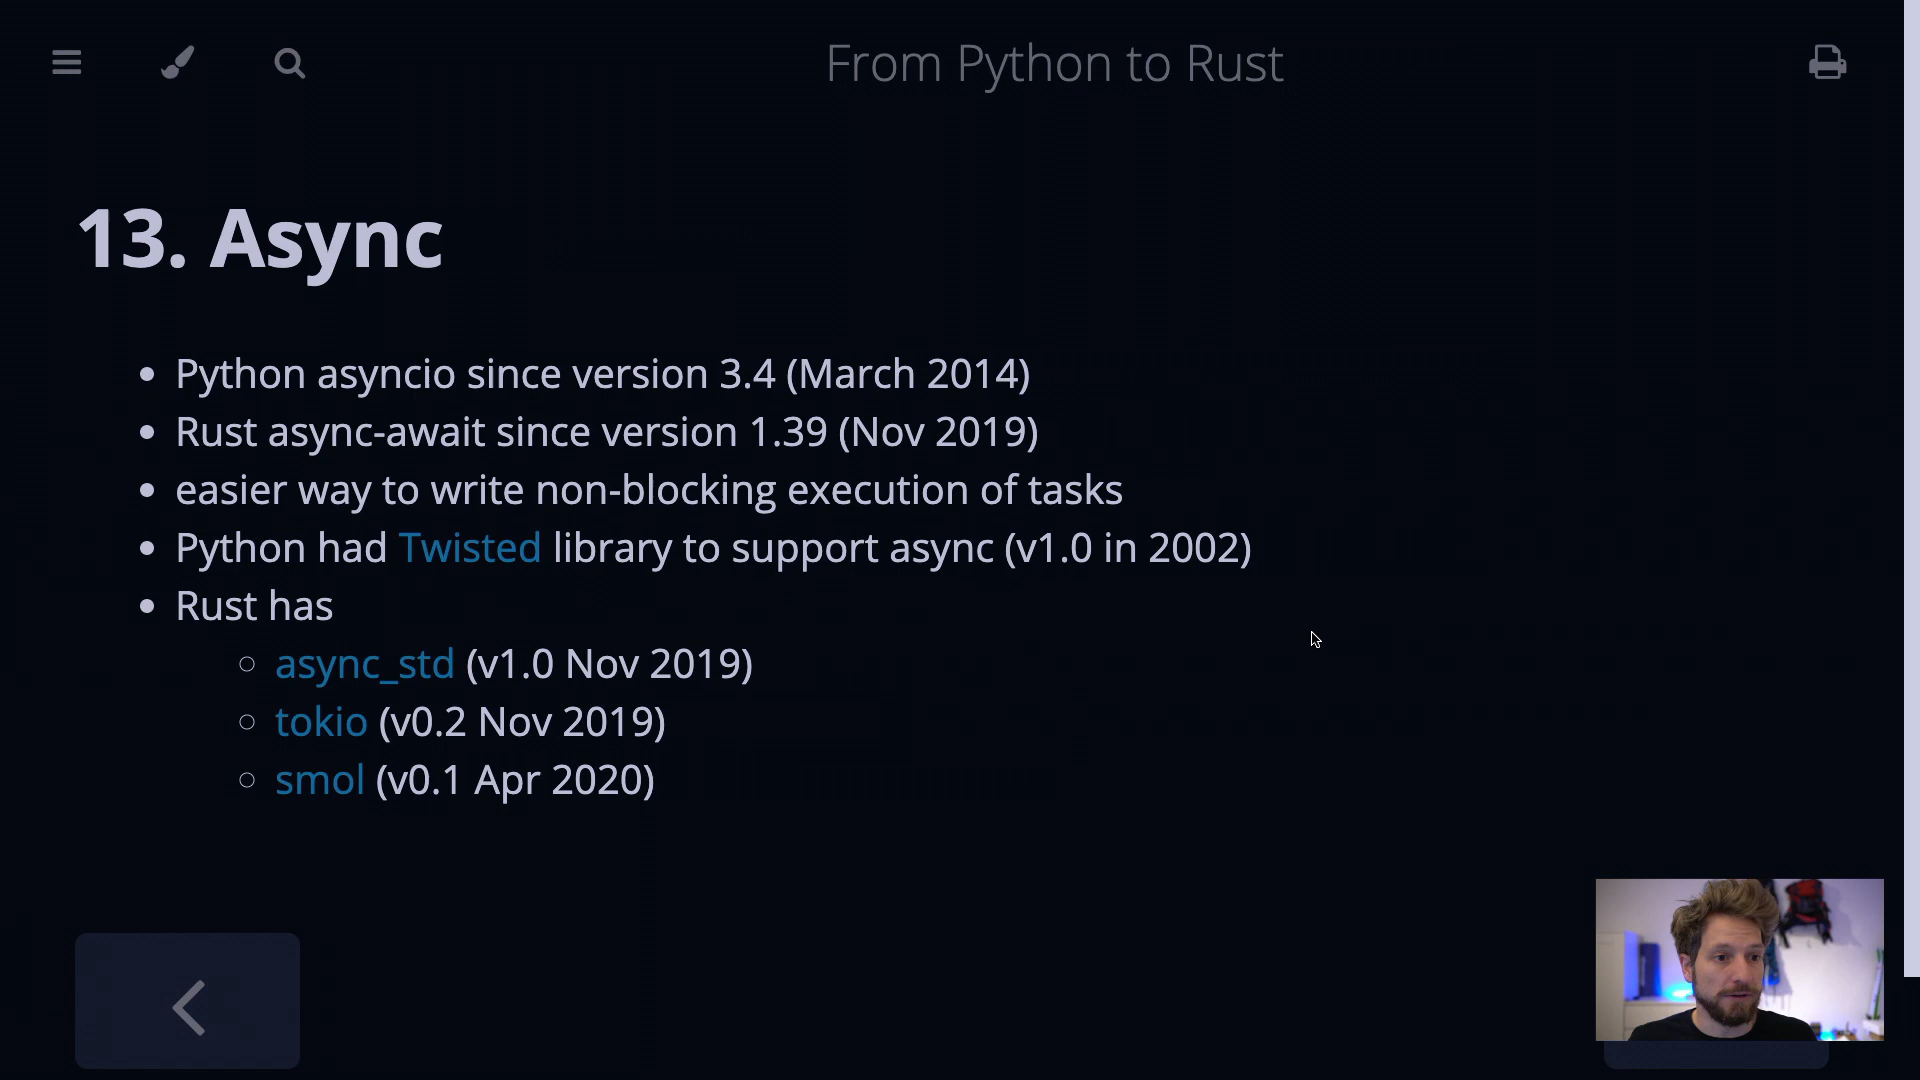 From Python to Rust
13. Async
Python asyncio since version 3.4 (March 2014)
Rust async-await since version 1.39 (Nov 2019)
easier way to write non-blocking execution of tasks
Python had Twisted library to support async (v1.0 in 2002)
Rust has
async_std (v1.0 Nov 2019)
tokio (v0.2 Nov 2019)
smol (v0.1 Apr 2020)